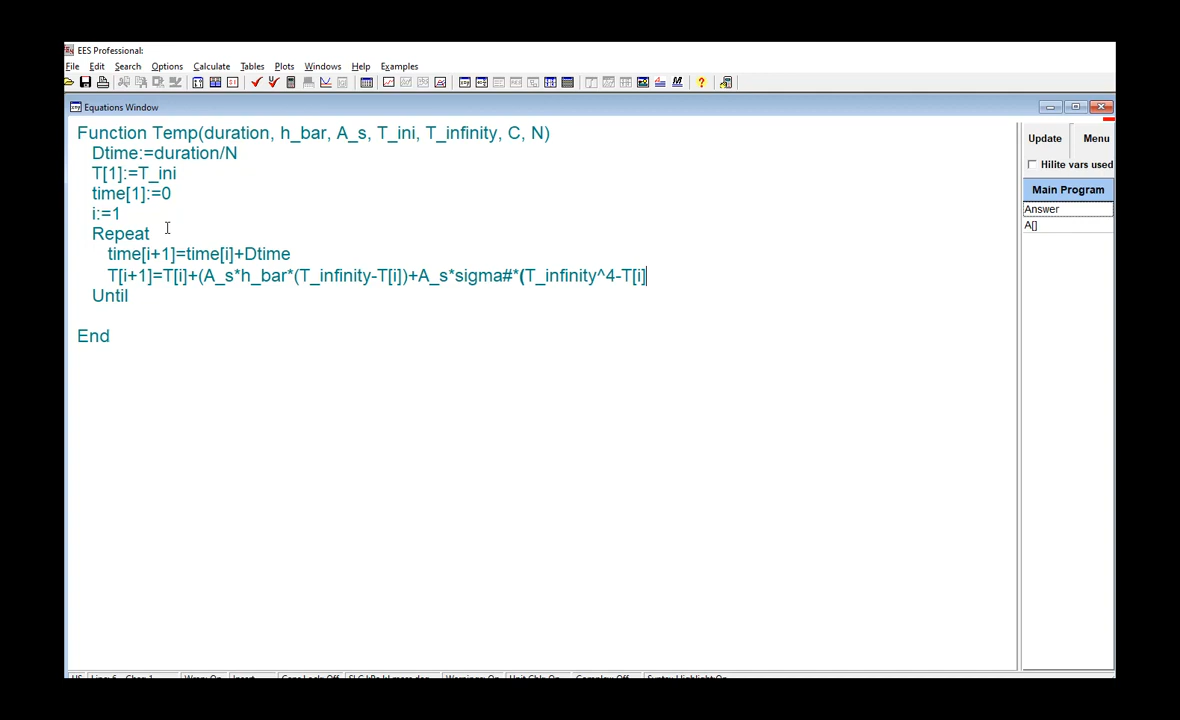 EES Professional:
File Edit Search Options Calculate Tables Plots Windows Help Examples
Equations Window
Function Temp(duration, h_bar, A_s, T_ini, T_infinity, C, N)
Dtime:=duration/N
T[1]:=T_ini
time[1]:=0
i:=1
Repeat
time[i+1]=time[i]+Dtime
T[i+1]=T[i]+(A_s*h_bar*(T_infinity-T[i])+A_s*sigma#*(T_infinity^4-T[i]
Until
End
Update Menu
Hilite vars used
Main Program
Answer
A[]